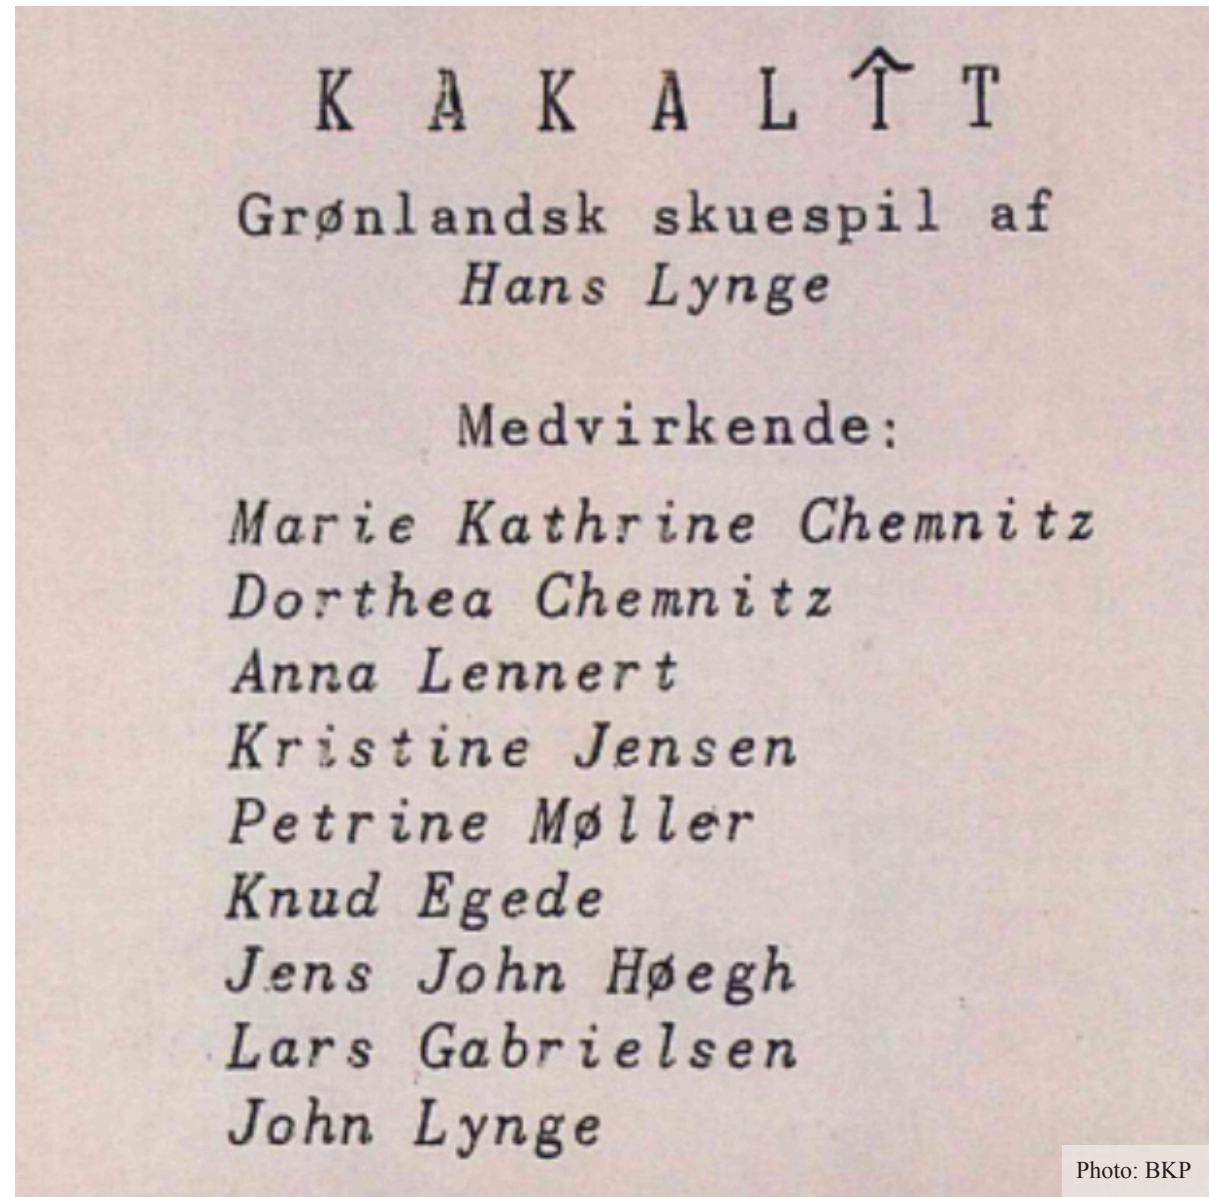 KAKALÎT
Grønlandsk skuespil af
Hans Lynge
Medvirkende:
Marie Kathrine Chemnitz
Dorthea Chemnitz
Anna Lennert
Kristine Jensen
Petrine Møller
Knud Egede
Jens John Høegh
Lars Gabrielsen
John Lynge
Photo: BKP